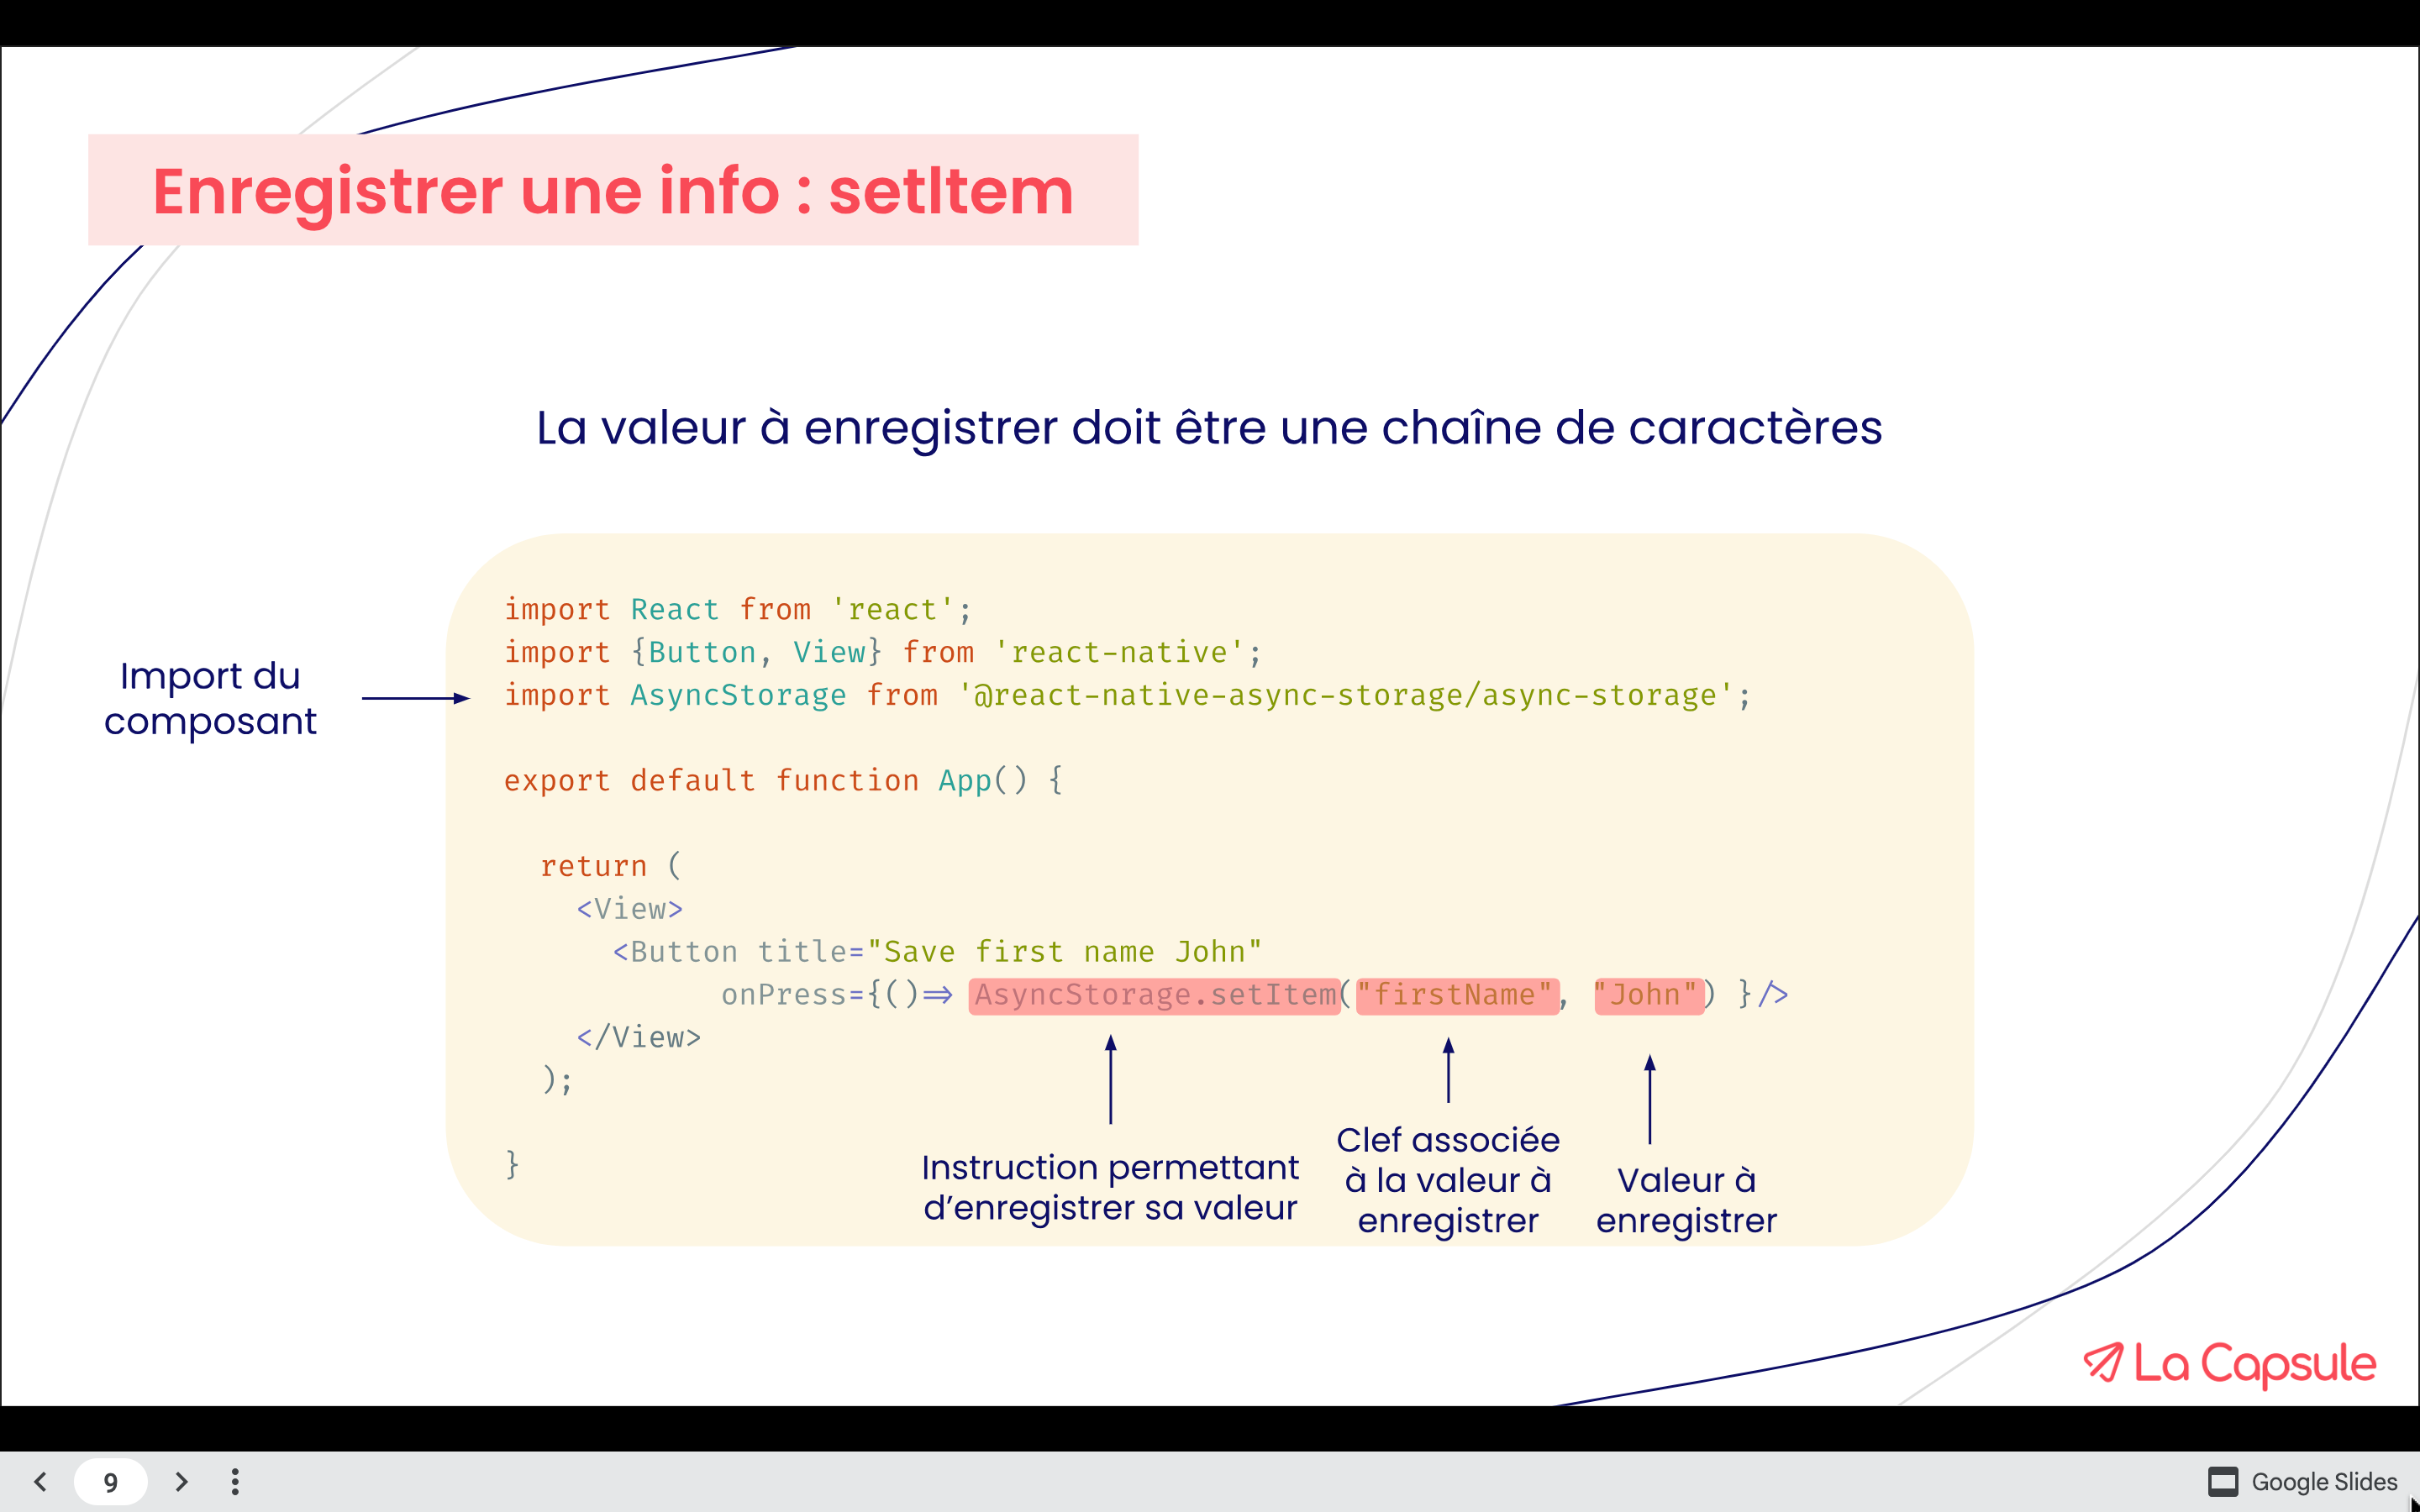 Enregistrer une info : setItem
La valeur à enregistrer doit être une chaîne de caractères
Import du
composant
import React from 'react';
import {Button, View} from 'react-native';
import AsyncStorage from '@react-native-async-storage/async-storage';
export default function App() {
return (
<View>
<Button title="Save first name John"
onPress={()=> AsyncStorage.setItem("firstName", "John") }/>
</View>
);
}
Instruction permettant
d’enregistrer sa valeur
Clef associée
à la valeur à
enregistrer
Valeur à
enregistrer
La Capsule
9
Google Slides